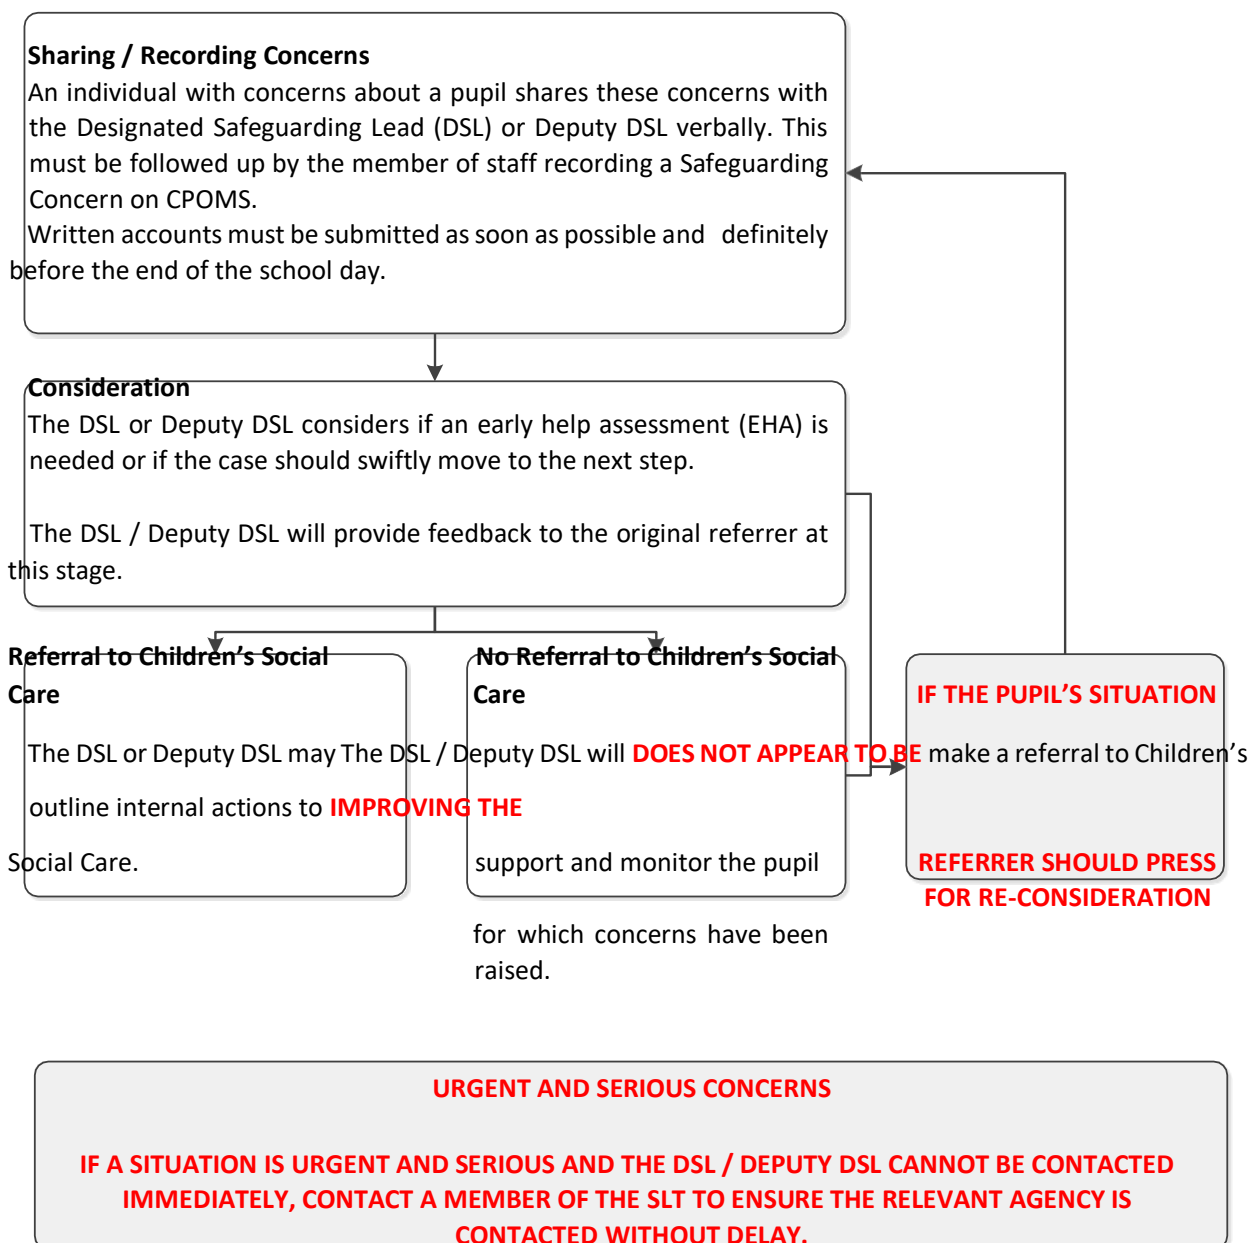 Sharing / Recording Concerns
An individual with concerns about a pupil shares these concerns with
the Designated Safeguarding Lead (DSL) or Deputy DSL verbally. This
must be followed up by the member of staff recording a Safeguarding
Concern on CPOMS.
Written accounts must be submitted as soon as possible and definitely
before the end of the school day.
Consideration
The DSL or Deputy DSL considers if an early help assessment (EHA) is
needed or if the case should swiftly move to the next step.
The DSL / Deputy DSL will provide feedback to the original referrer at
this stage.
Referral to Children’s Social
Care
No Referral to Children’s Social
Care
IF THE PUPIL’S SITUATION
The DSL or Deputy DSL may The DSL / Deputy DSL will DOES NOT APPEAR TO BE make a referral to Children’s
outline internal actions to IMPROVING THE
Social Care.
support and monitor the pupil
REFERRER SHOULD PRESS
FOR RE-CONSIDERATION
for which concerns have been
raised.
URGENT AND SERIOUS CONCERNS
IF A SITUATION IS URGENT AND SERIOUS AND THE DSL / DEPUTY DSL CANNOT BE CONTACTED
IMMEDIATELY, CONTACT A MEMBER OF THE SLT TO ENSURE THE RELEVANT AGENCY IS
CONTACTED WITHOUT DELAY.